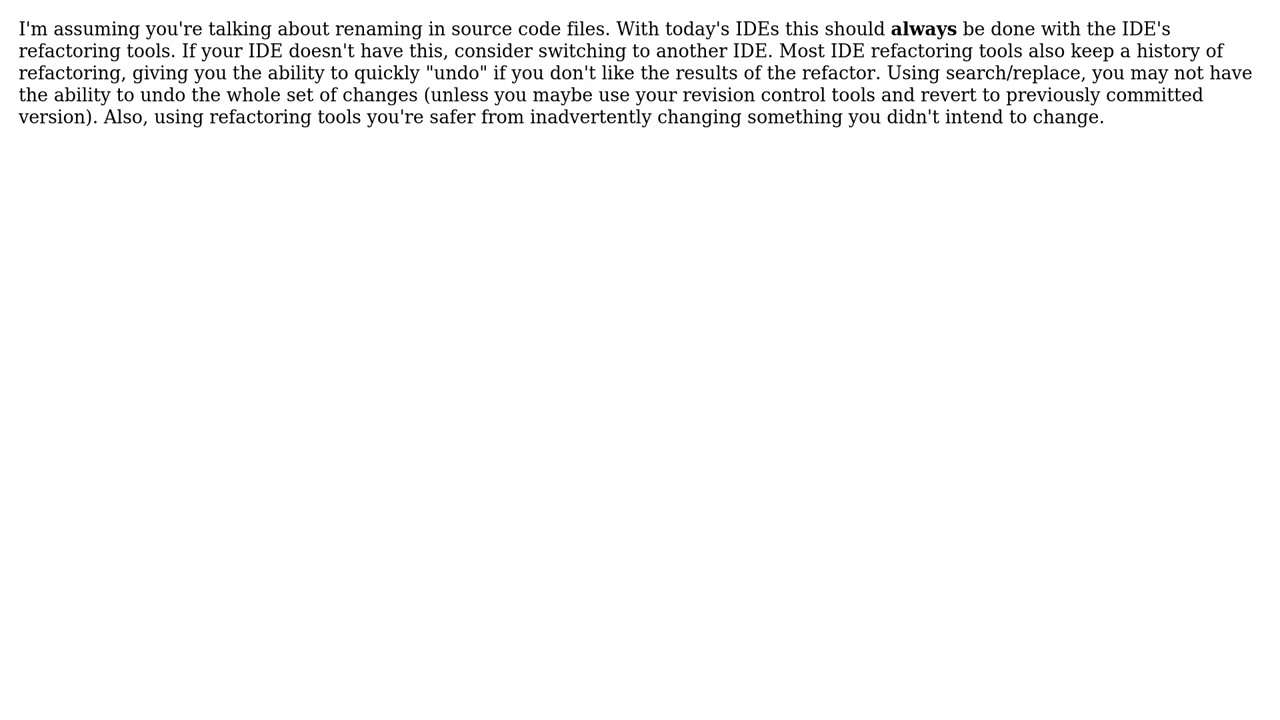 I'm assuming you're talking about renaming in source code files. With today's IDEs this should always be done with the IDE's
refactoring tools. If your IDE doesn't have this, consider switching to another IDE. Most IDE refactoring tools also keep a history of
refactoring, giving you the ability to quickly "undo" if you don't like the results of the refactor. Using search/replace, you may not have
the ability to undo the whole set of changes (unless you maybe use your revision control tools and revert to previously committed
version). Also, using refactoring tools you're safer from inadvertently changing something you didn't intend to change.